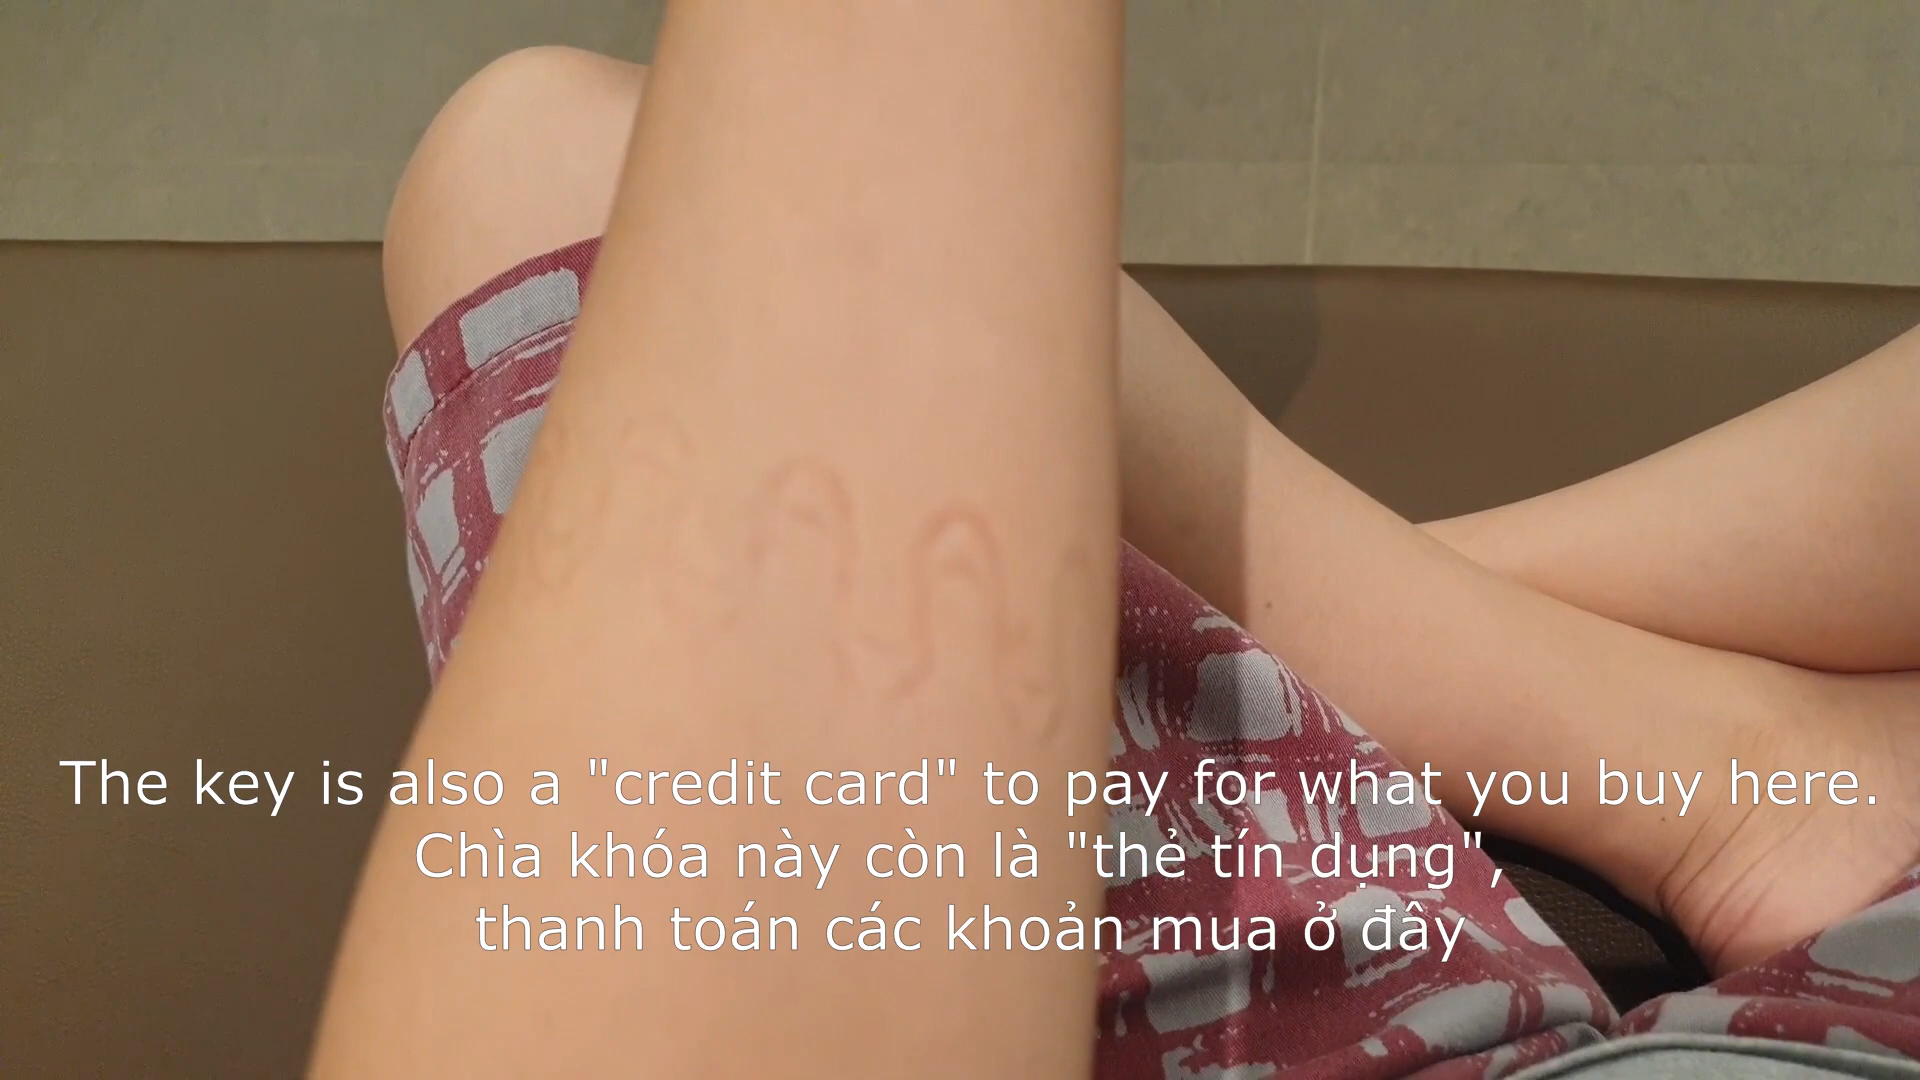 The key is also a "credit card" to pay for what you buy here.
Chìa khóa này còn là "thẻ tín dụng",
thanh toán các khoản mua ở đây